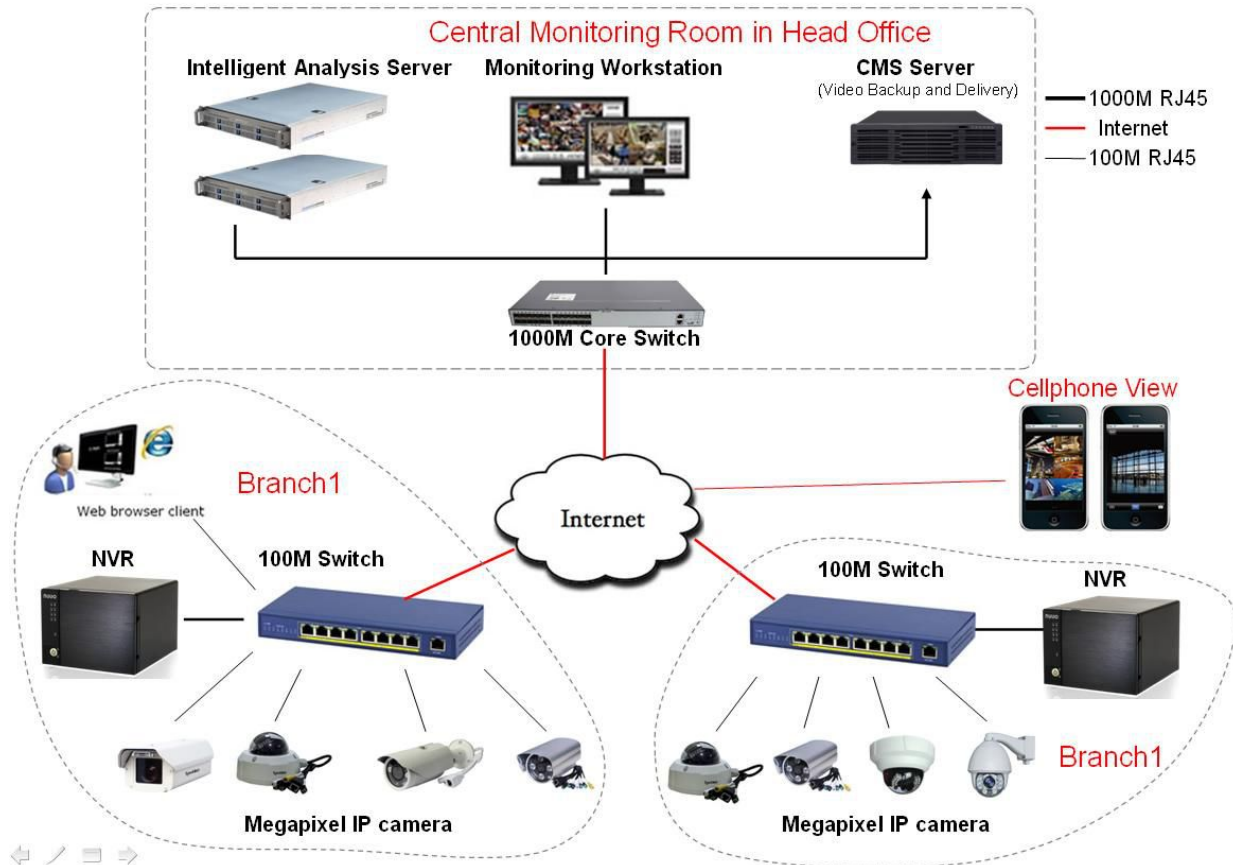 Central Monitoring Room in Head Office
Intelligent Analysis Server
Monitoring Workstation
CMS Server
(Video Backup and Delivery)
1000M RJ45
Internet
100M RJ45
1000M Core Switch
Cellphone View
Branch1
Web browser client
Internet
NVR
100M Switch
100M Switch
NVR
Branch1
Megapixel IP camera
Megapixel IP camera